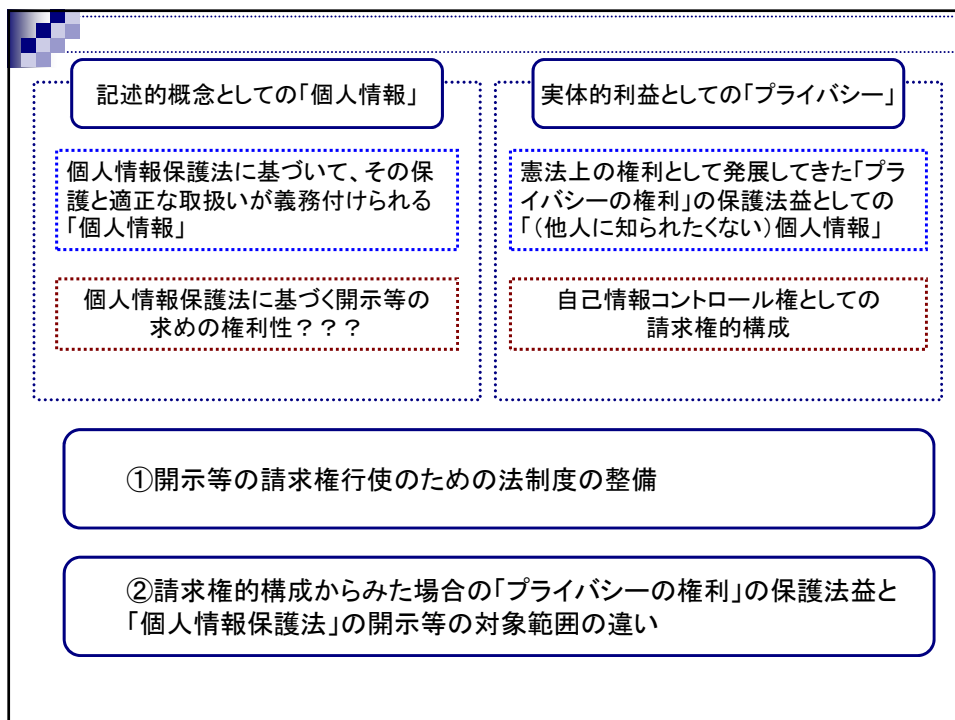 記述的概念としての「個人情報」
個人情報保護法に基づいて、その保
護と適正な取扱いが義務付けられる
「個人情報」
個人情報保護法に基づく開示等の
求めの権利性？？？
実体的利益としての「プライバシー」
憲法上の権利として発展してきた「プラ
イバシーの権利」の保護法益としての
「（他人に知られたくない）個人情報」
自己情報コントロール権としての
請求権的構成
①開示等の請求権行使のための法制度の整備
②請求権的構成からみた場合の「プライバシーの権利」の保護法益と
「個人情報保護法」の開示等の対象範囲の違い